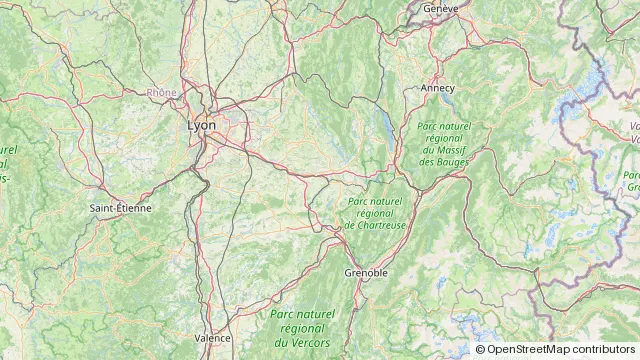 Genève
Annecy
Rhône
Lyon
Parc naturel
régional
du Massif
des Bauges
Saint-Étienne
Parc naturel
régional
de Chartreuse
Grenoble
Valence
Parc naturel
régional
du Vercors
© OpenStreetMap contributors